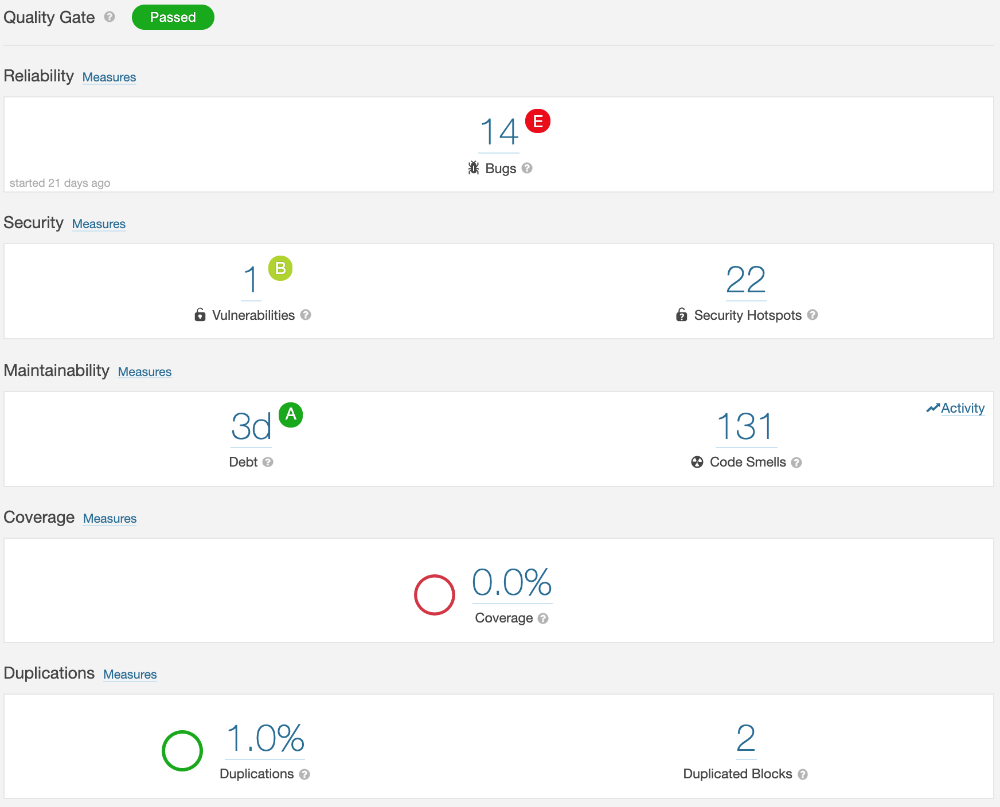 Quality Gate ? Passed
Reliability Measures
14 E
Bugs ?
started 21 days ago
Security Measures
1 B
Vulnerabilities ?
22
Security Hotspots ?
Maintainability Measures
3d A
Debt ?
131
Code Smells ?
Activity
Coverage Measures
0.0%
Coverage ?
Duplications Measures
1.0%
Duplications ?
2
Duplicated Blocks ?